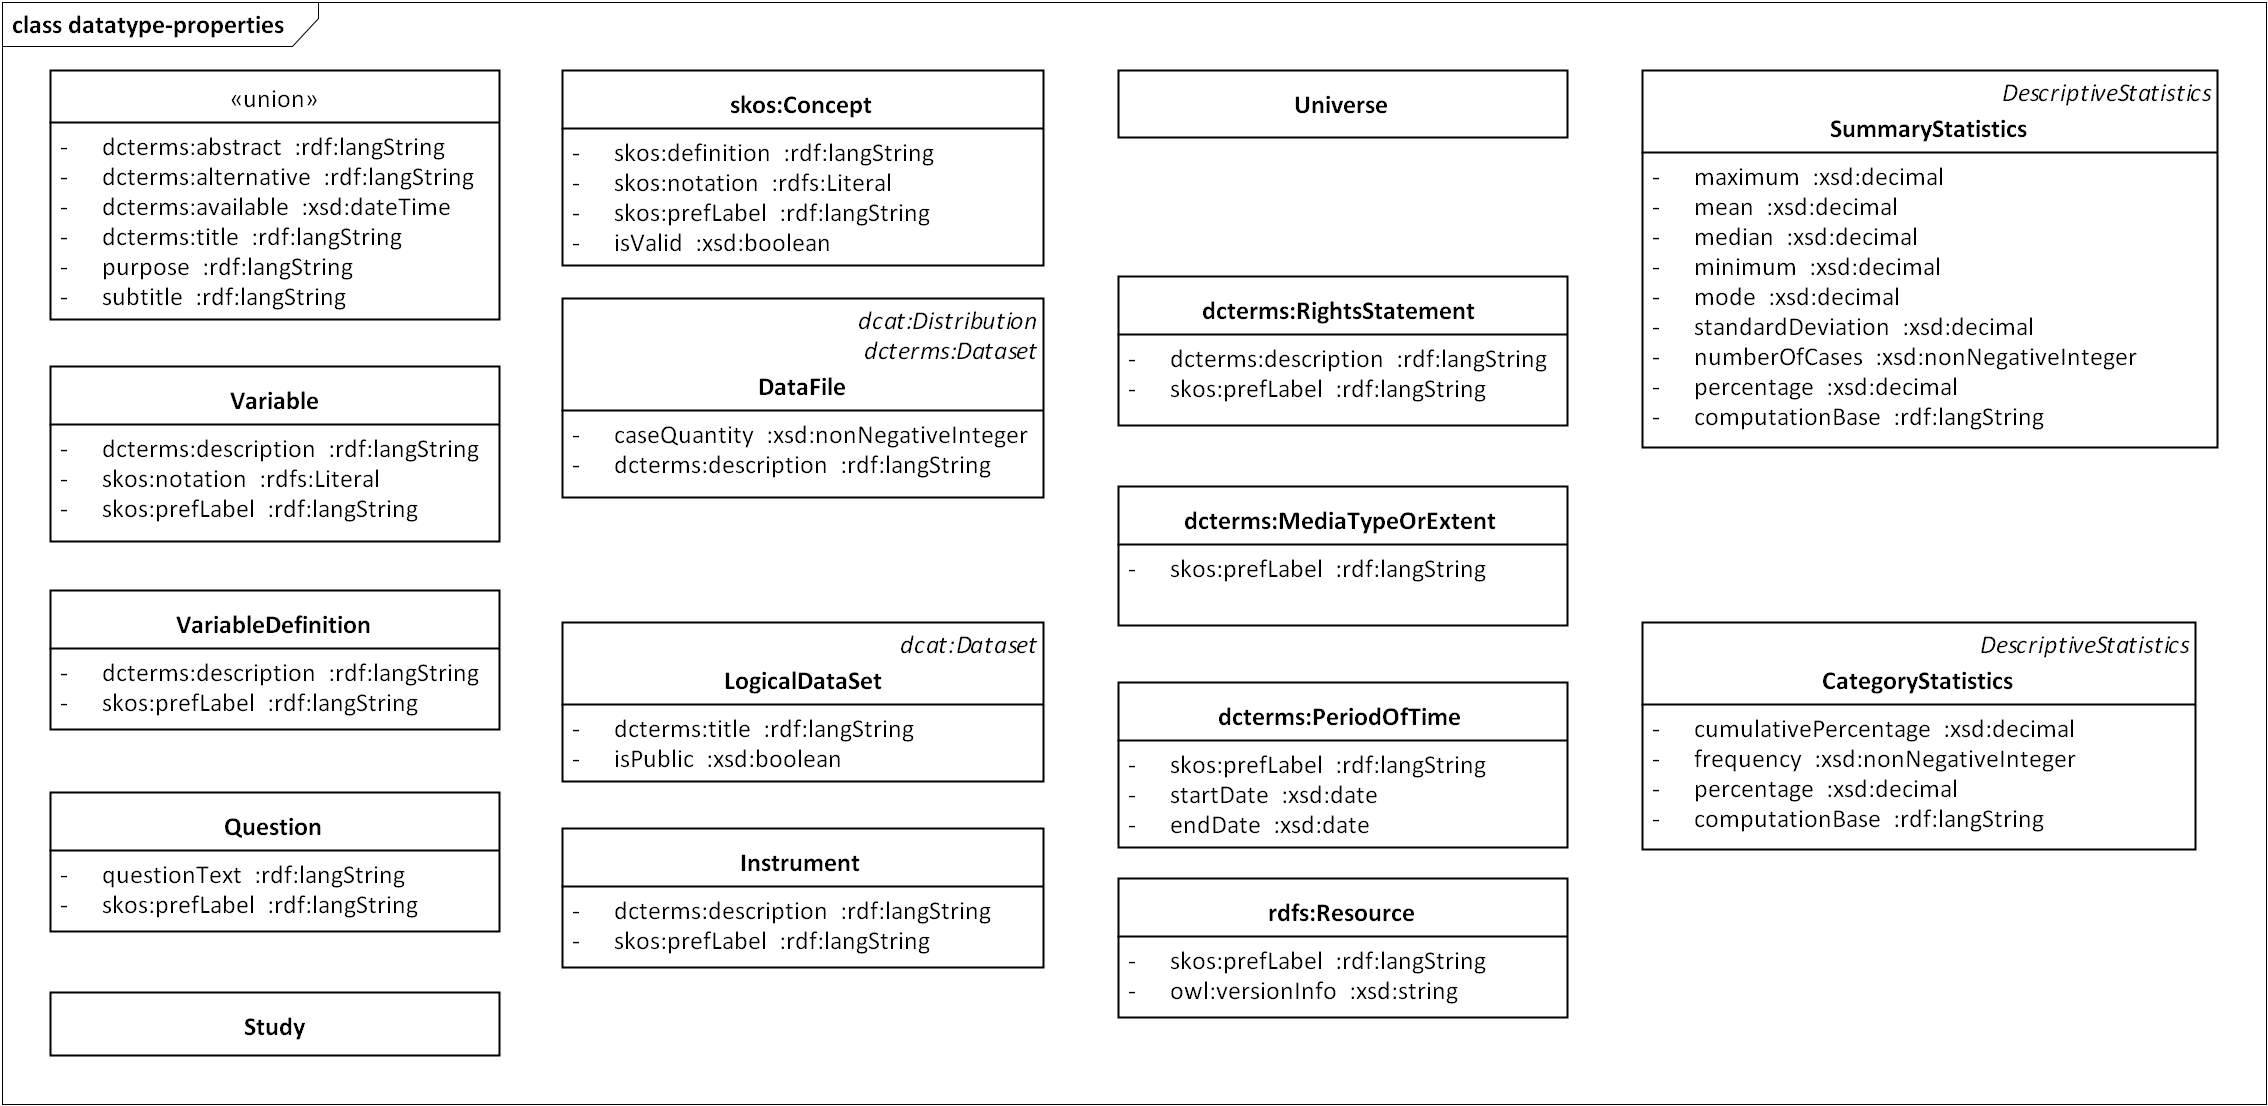 class datatype-properties
«union»
- dcterms:abstract :rdf:langString
- dcterms:alternative :rdf:langString
- dcterms:available :xsd:dateTime
- dcterms:title :rdf:langString
- purpose :rdf:langString
- subtitle :rdf:langString
Variable
- dcterms:description :rdf:langString
- skos:notation :rdfs:Literal
- skos:prefLabel :rdf:langString
VariableDefinition
- dcterms:description :rdf:langString
- skos:prefLabel :rdf:langString
Question
- questionText :rdf:langString
- skos:prefLabel :rdf:langString
Study
skos:Concept
- skos:definition :rdf:langString
- skos:notation :rdfs:Literal
- skos:prefLabel :rdf:langString
- isValid :xsd:boolean
dcat:Distribution
dcterms:Dataset
DataFile
- caseQuantity :xsd:nonNegativeInteger
- dcterms:description :rdf:langString
dcat:Dataset
LogicalDataSet
- dcterms:title :rdf:langString
- isPublic :xsd:boolean
Instrument
- dcterms:description :rdf:langString
- skos:prefLabel :rdf:langString
Universe
dcterms:RightsStatement
- dcterms:description :rdf:langString
- skos:prefLabel :rdf:langString
dcterms:MediaTypeOrExtent
- skos:prefLabel :rdf:langString
dcterms:PeriodOfTime
- skos:prefLabel :rdf:langString
- startDate :xsd:date
- endDate :xsd:date
rdfs:Resource
- skos:prefLabel :rdf:langString
- owl:versionInfo :xsd:string
DescriptiveStatistics
SummaryStatistics
- maximum :xsd:decimal
- mean :xsd:decimal
- median :xsd:decimal
- minimum :xsd:decimal
- mode :xsd:decimal
- standardDeviation :xsd:decimal
- numberOfCases :xsd:nonNegativeInteger
- percentage :xsd:decimal
- computationBase :rdf:langString
DescriptiveStatistics
CategoryStatistics
- cumulativePercentage :xsd:decimal
- frequency :xsd:nonNegativeInteger
- percentage :xsd:decimal
- computationBase :rdf:langString